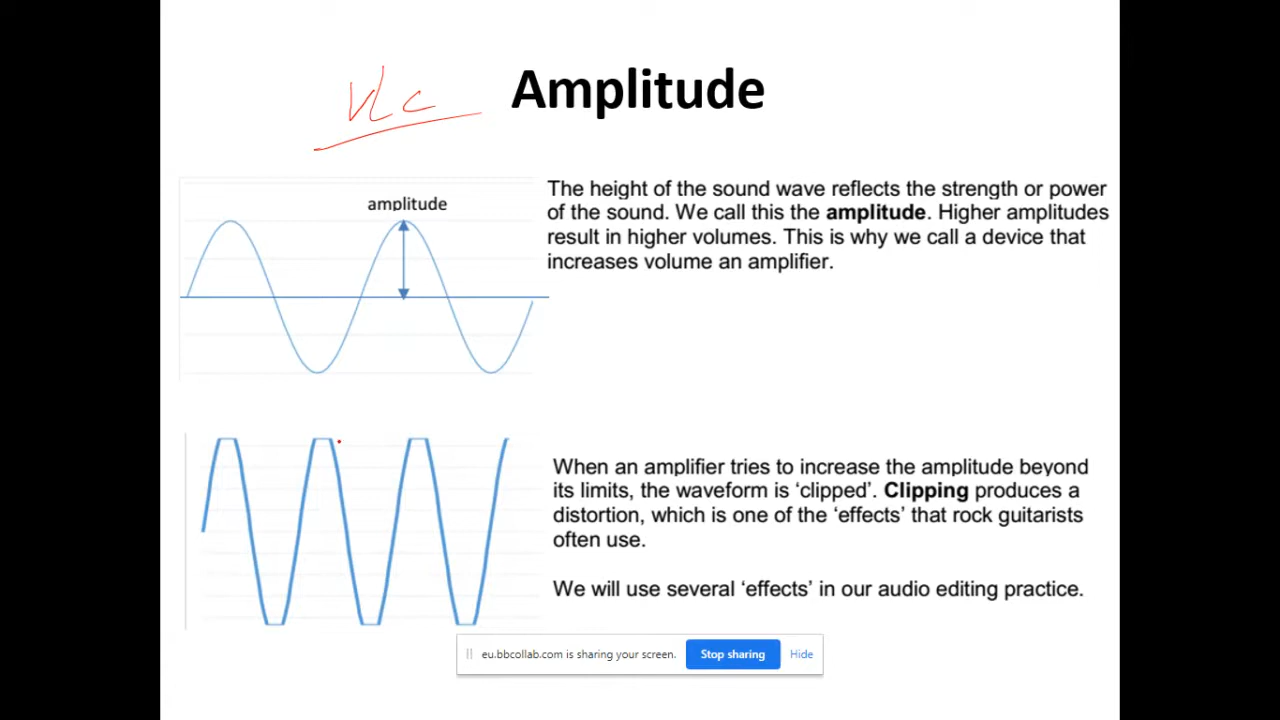 VLC
Amplitude
amplitude
The height of the sound wave reflects the strength or power
of the sound. We call this the amplitude. Higher amplitudes
result in higher volumes. This is why we call a device that
increases volume an amplifier.
When an amplifier tries to increase the amplitude beyond
its limits, the waveform is ‘clipped’. Clipping produces a
distortion, which is one of the ‘effects’ that rock guitarists
often use.
We will use several ‘effects’ in our audio editing practice.
eu.bbcollab.com is sharing your screen.
Stop sharing
Hide